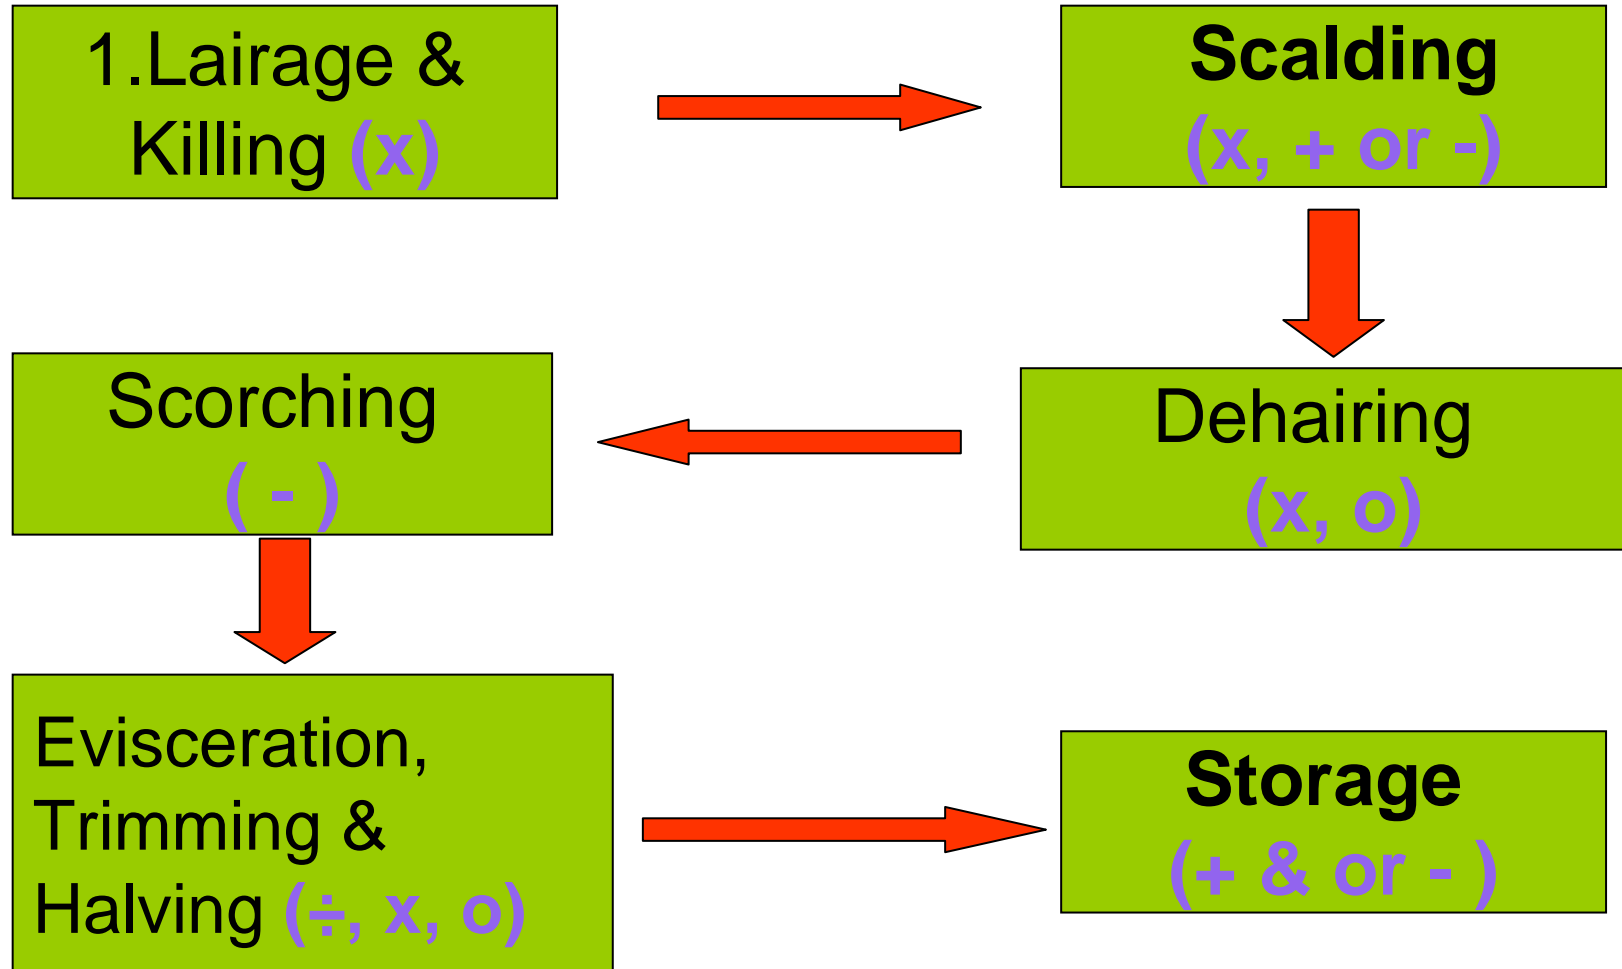 1.Lairage &
Killing (x)
Scalding
(x, + or -)
Dehairing
(x, o)
Scorching
( - )
Evisceration,
Trimming &
Halving (÷, x, o)
Storage
(+ & or - )